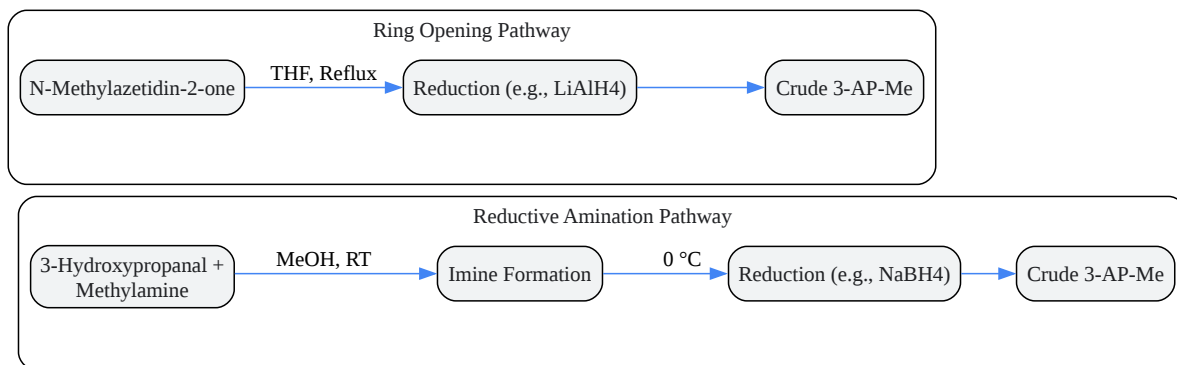 Ring Opening Pathway
N-Methylazetidin-2-one
THF, Reflux
Reduction (e.g., LiAlH4)
Crude 3-AP-Me
Reductive Amination Pathway
3-Hydroxypropanal +
Methylamine
MeOH, RT
Imine Formation
0 °C
Reduction (e.g., NaBH4)
Crude 3-AP-Me